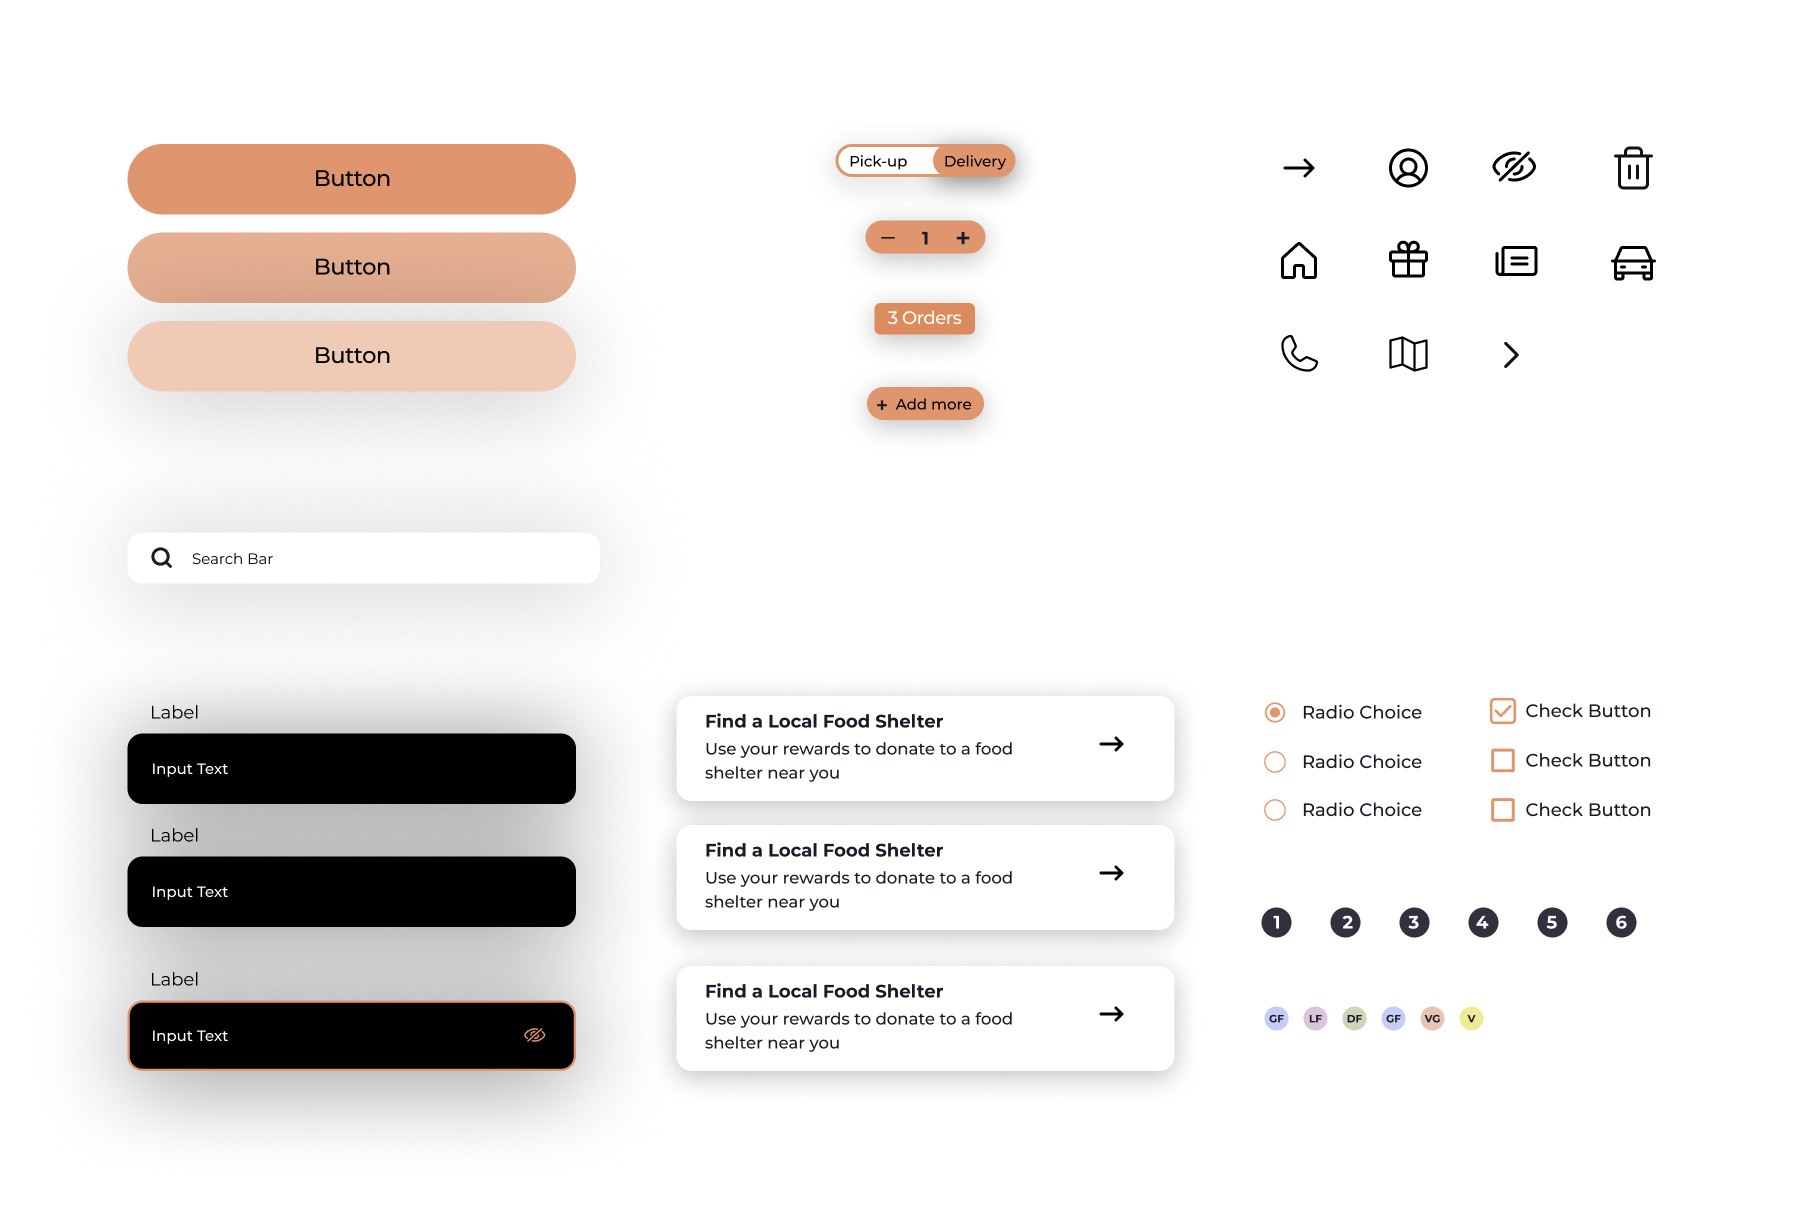 Button
Button
Button
Pick-up
Delivery
1
3 Orders
+ Add more
Search Bar
Label
Input Text
Label
Input Text
Label
Input Text
Find a Local Food Shelter
Use your rewards to donate to a food
shelter near you
Find a Local Food Shelter
Use your rewards to donate to a food
shelter near you
Find a Local Food Shelter
Use your rewards to donate to a food
shelter near you
Radio Choice
Radio Choice
Radio Choice
Check Button
Check Button
Check Button
1 2 3 4 5 6
GF LF DF GF VG V